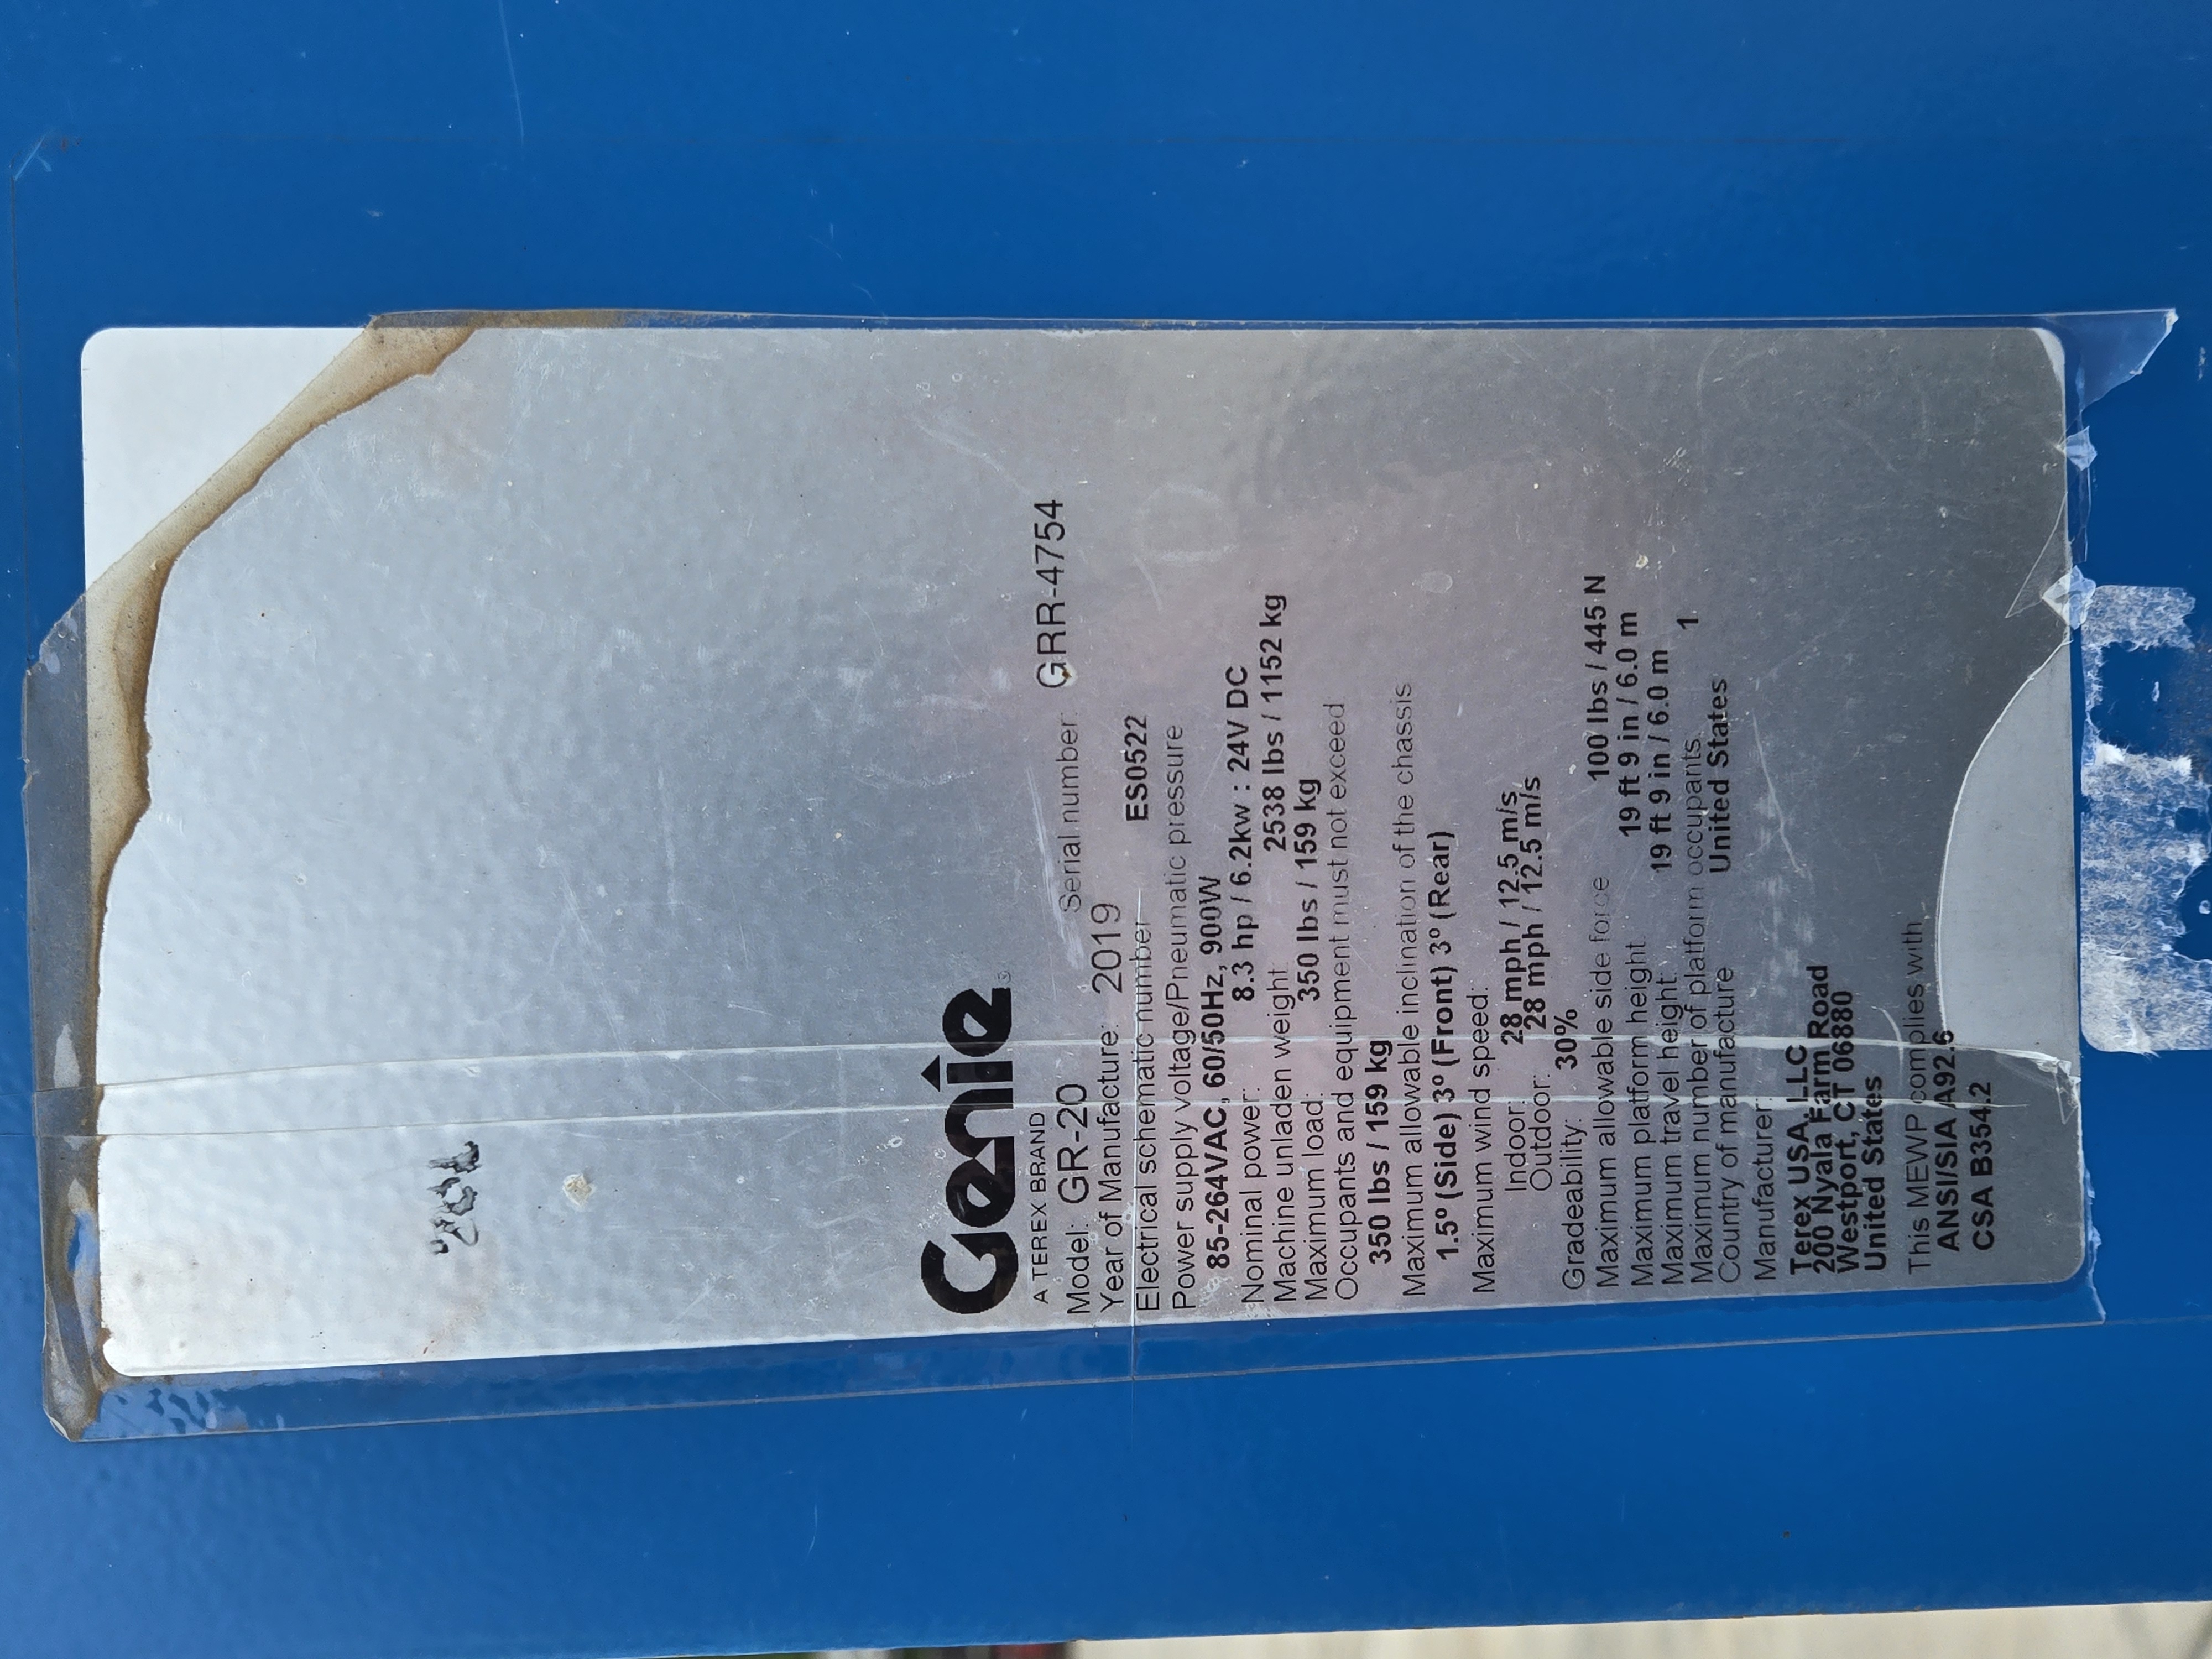 Genie
A TEREX BRAND
Model: GR-20 Serial number: GRR-4754
Year of Manufacture: 2019
Electrical schematic number ES0522
Power supply voltage/Pneumatic pressure
85-264VAC, 60/50Hz, 900W
Nominal power: 8.3 hp / 6.2kw : 24V DC
Machine unladen weight 2538 lbs / 1152 kg
Maximum load: 350 lbs / 159 kg
Occupants and equipment must not exceed
350 lbs / 159 kg
Maximum allowable inclination of the chassis
1.5º (Side) 3º (Front) 3º (Rear)
Maximum wind speed:
Indoor: 28 mph / 12.5 m/s
Outdoor: 28 mph / 12.5 m/s
Gradeability: 30%
Maximum allowable side force 100 lbs / 445 N
Maximum platform height 19 ft 9 in / 6.0 m
Maximum travel height: 19 ft 9 in / 6.0 m
Maximum number of platform occupants 1
Country of manufacture United States
Manufacturer:
Terex USA, LLC
200 Nyala Farm Road
Westport, CT 06880
United States
This MEWP complies with
ANSI/SIA A92.6
CSA B354.2